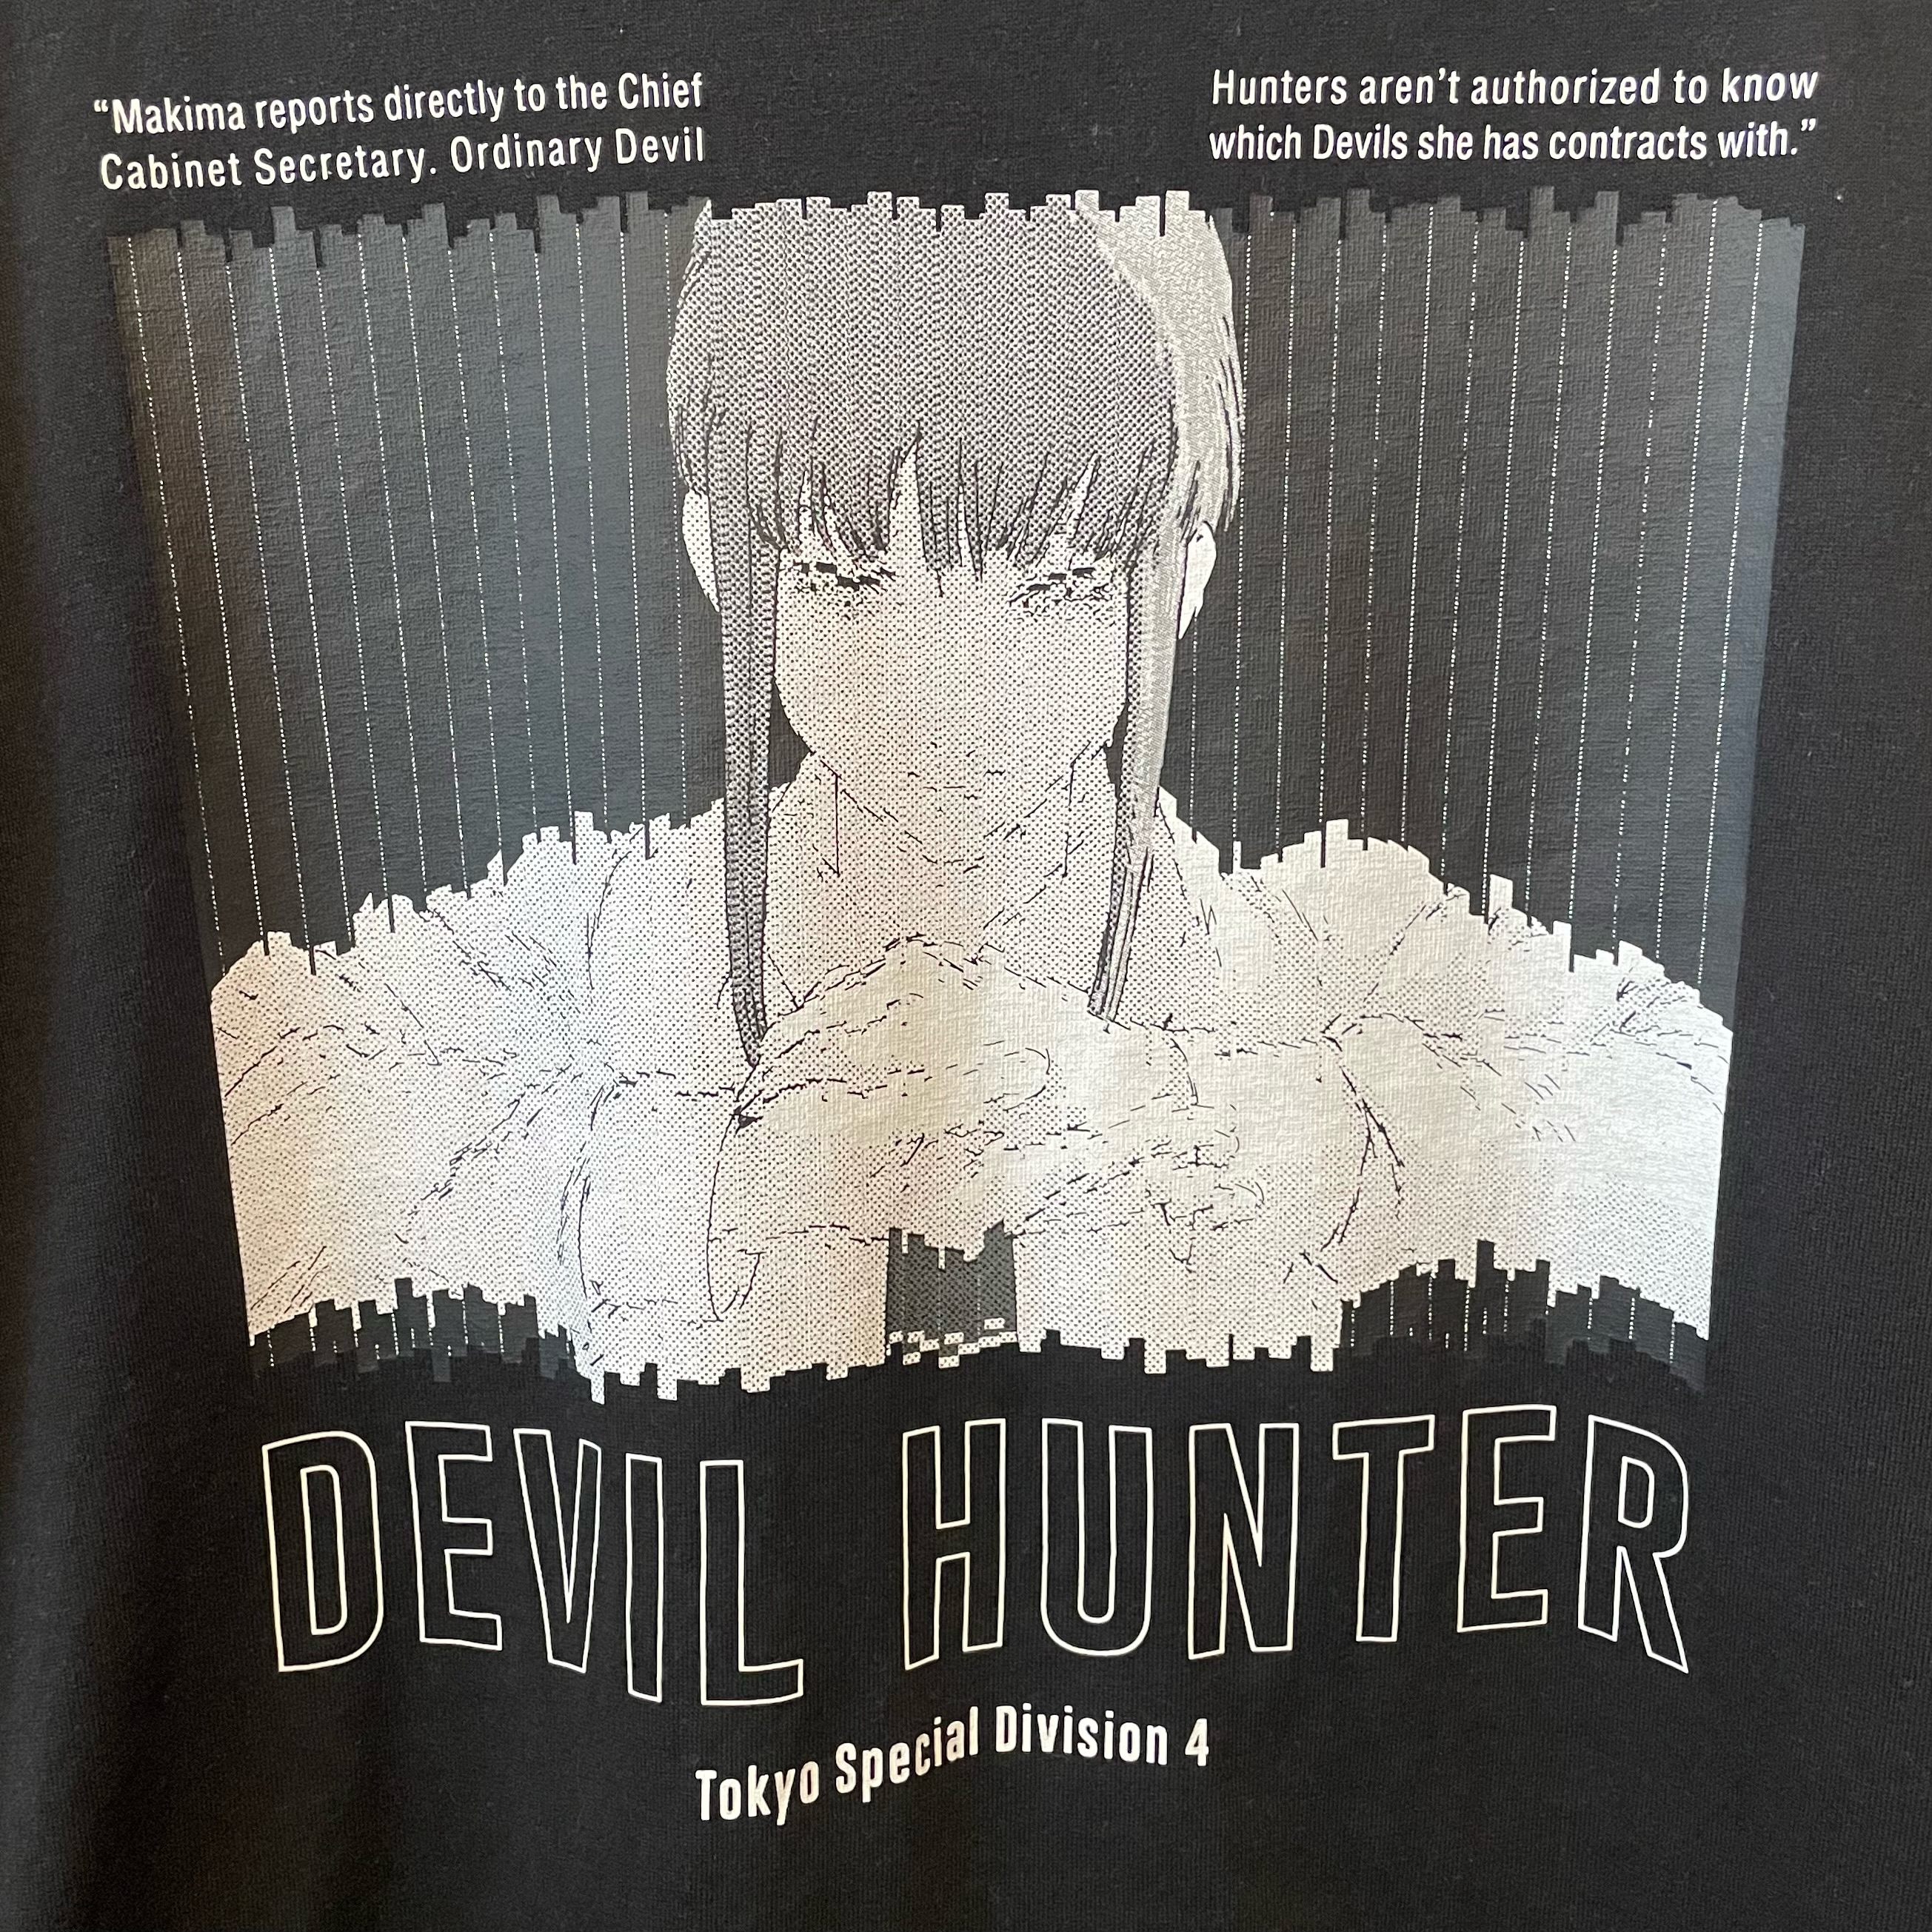 “Makima reports directly to the Chief
Cabinet Secretary. Ordinary Devil
Hunters aren’t authorized to know
which Devils she has contracts with.”
DEVIL HUNTER
Tokyo Special Division 4